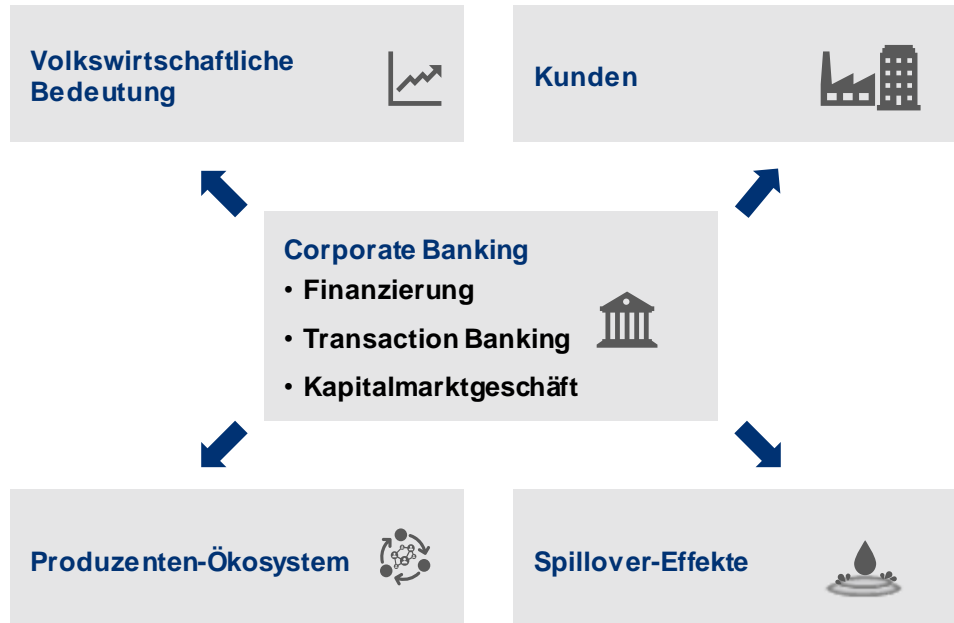 Volkswirtschaftliche
Bedeutung
Kunden
Corporate Banking
• Finanzierung
• Transaction Banking
• Kapitalmarktgeschäft
Produzenten-Ökosystem
Spillover-Effekte